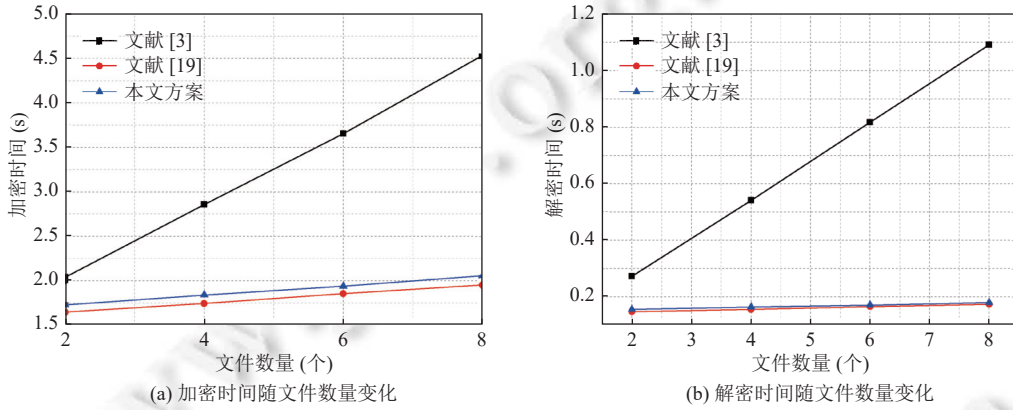 5.0
4.5
4.0
3.5
3.0
2.5
2.0
1.5
加密时间 (s)
文献 [3]
文献 [19]
本文方案
2
4
6
8
文件数量 (个)
(a) 加密时间随文件数量变化
1.2
1.0
0.8
0.6
0.4
0.2
解密时间 (s)
文献 [3]
文献 [19]
本文方案
2
3
4
5
6
7
8
文件数量 (个)
(b) 解密时间随文件数量变化